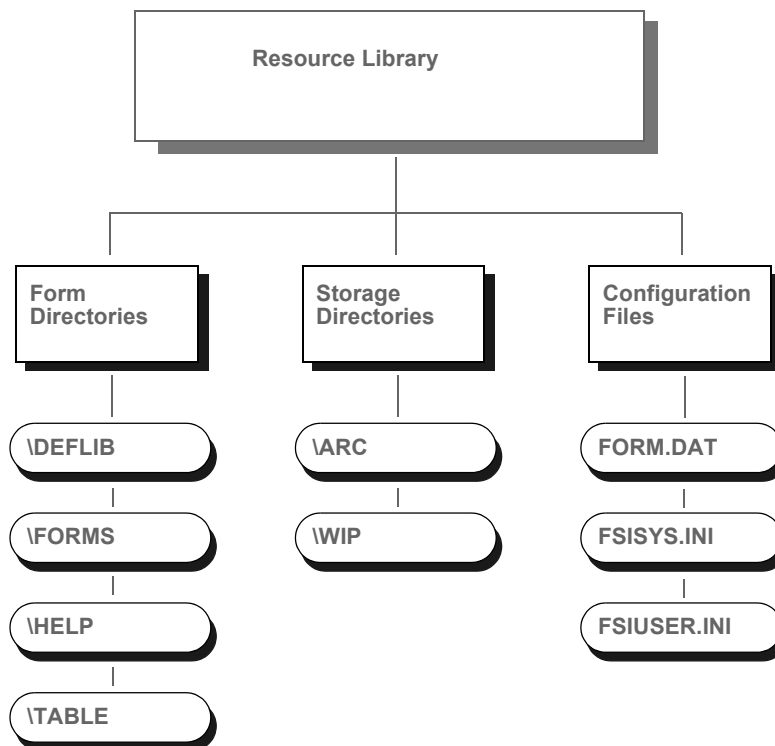 Resource Library
Form
Directories
\DEFLIB
\FORMS
\HELP
\TABLE
Storage
Directories
\ARC
\WIP
Configuration
Files
FORM.DAT
FSISYS.INI
FSIUSER.INI